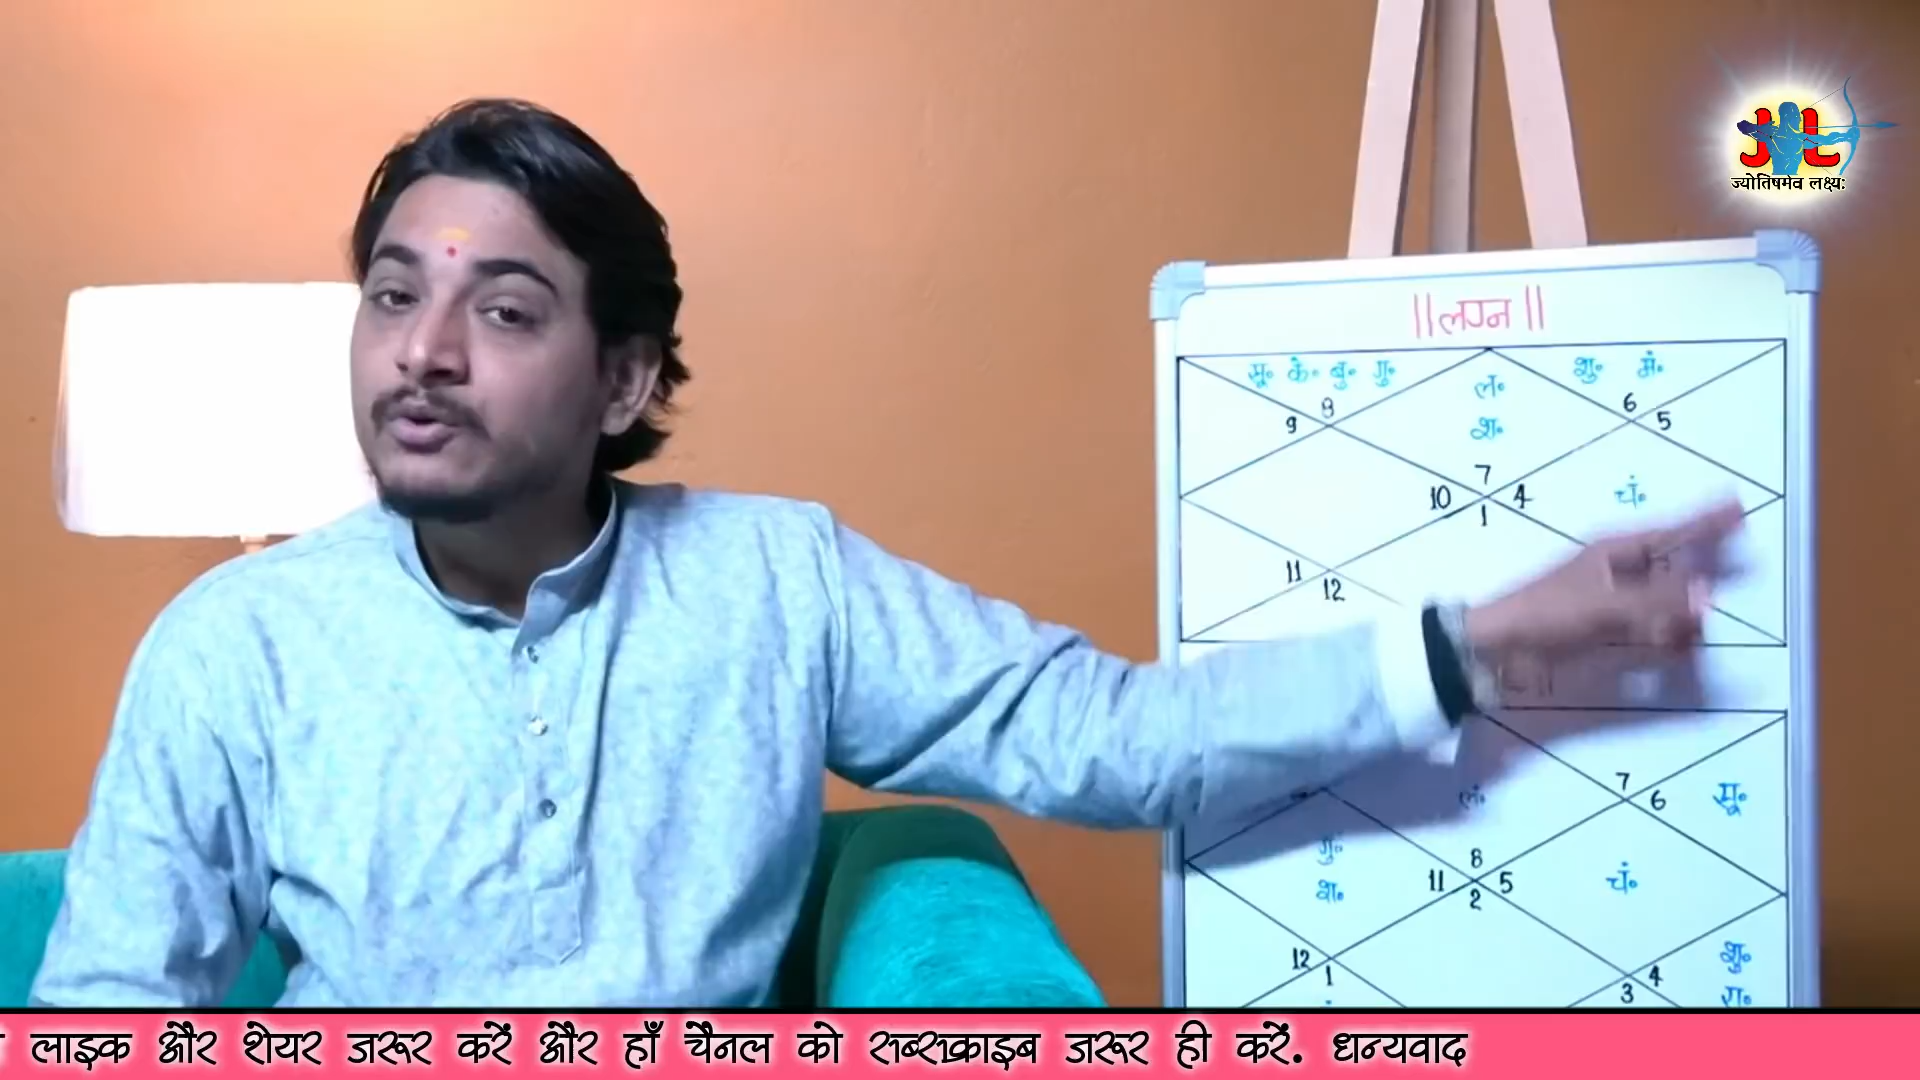 JL
ज्योतिषमेव लक्ष्य:
||लग्न||
सू॰ के॰ बु॰ गु॰
ल॰
शु॰ मं॰
8
6
9
5
श॰
7
10
4
चं॰
1
11
12
7
6
सू॰
लं॰
गु॰
8
11
5
चं॰
श॰
2
12
4
शु॰
1
3
रा॰
लाइक और शेयर जरूर करें और हाँ चैनल को सब्सक्राइब जरूर ही करें. धन्यवाद